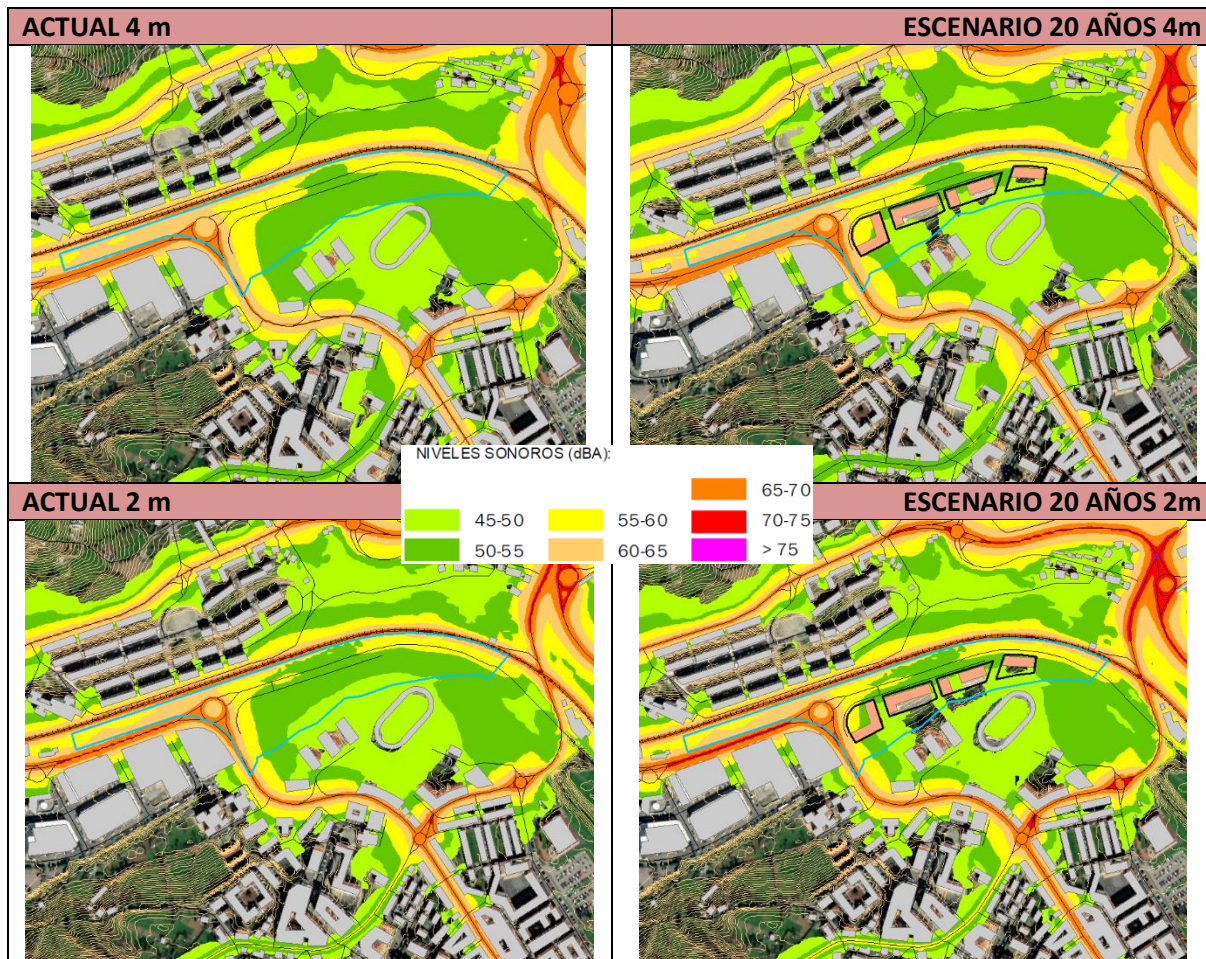 ACTUAL 4 m
ESCENARIO 20 AÑOS 4m
NIVELES SONOROS (dBA):
65-70
45-50
55-60
70-75
50-55
60-65
> 75
ACTUAL 2 m
ESCENARIO 20 AÑOS 2m